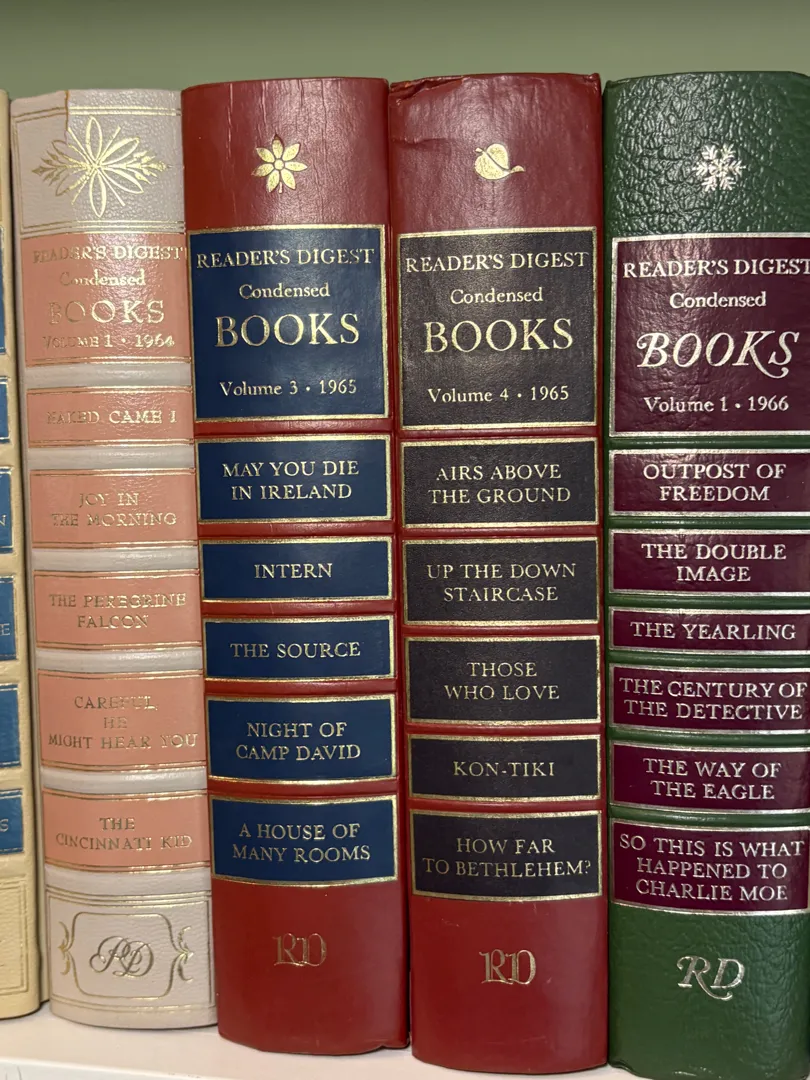 READER'S DIGEST
Condensed
BOOKS
VOLUME 1 • 1964
NAKED CAME I
JOY IN
THE MORNING
THE PEREGRINE
FALCON
CAREFUL,
HE
MIGHT HEAR YOU
THE
CINCINNATI KID
RD
READER'S DIGEST
Condensed
BOOKS
Volume 3 • 1965
MAY YOU DIE
IN IRELAND
INTERN
THE SOURCE
NIGHT OF
CAMP DAVID
A HOUSE OF
MANY ROOMS
RD
READER'S DIGEST
Condensed
BOOKS
Volume 4 • 1965
AIRS ABOVE
THE GROUND
UP THE DOWN
STAIRCASE
THOSE
WHO LOVE
KON-TIKI
HOW FAR
TO BETHLEHEM?
RD
READER'S DIGEST
Condensed
BOOKS
Volume 1 • 1966
OUTPOST OF
FREEDOM
THE DOUBLE
IMAGE
THE YEARLING
THE CENTURY OF
THE DETECTIVE
THE WAY OF
THE EAGLE
SO THIS IS WHAT
HAPPENED TO
CHARLIE MOE
RD